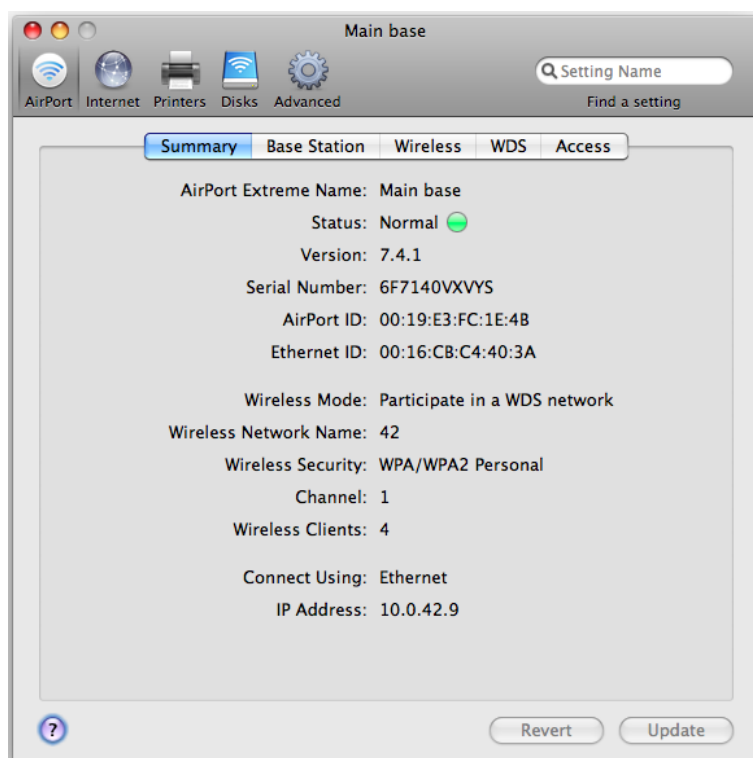 Main base
Setting Name
AirPort Internet Printers Disks Advanced Find a setting
Summary Base Station Wireless WDS Access
AirPort Extreme Name: Main base
Status: Normal
Version: 7.4.1
Serial Number: 6F7140VXVYS
AirPort ID: 00:19:E3:FC:1E:4B
Ethernet ID: 00:16:CB:C4:40:3A
Wireless Mode: Participate in a WDS network
Wireless Network Name: 42
Wireless Security: WPA/WPA2 Personal
Channel: 1
Wireless Clients: 4
Connect Using: Ethernet
IP Address: 10.0.42.9
? Revert Update